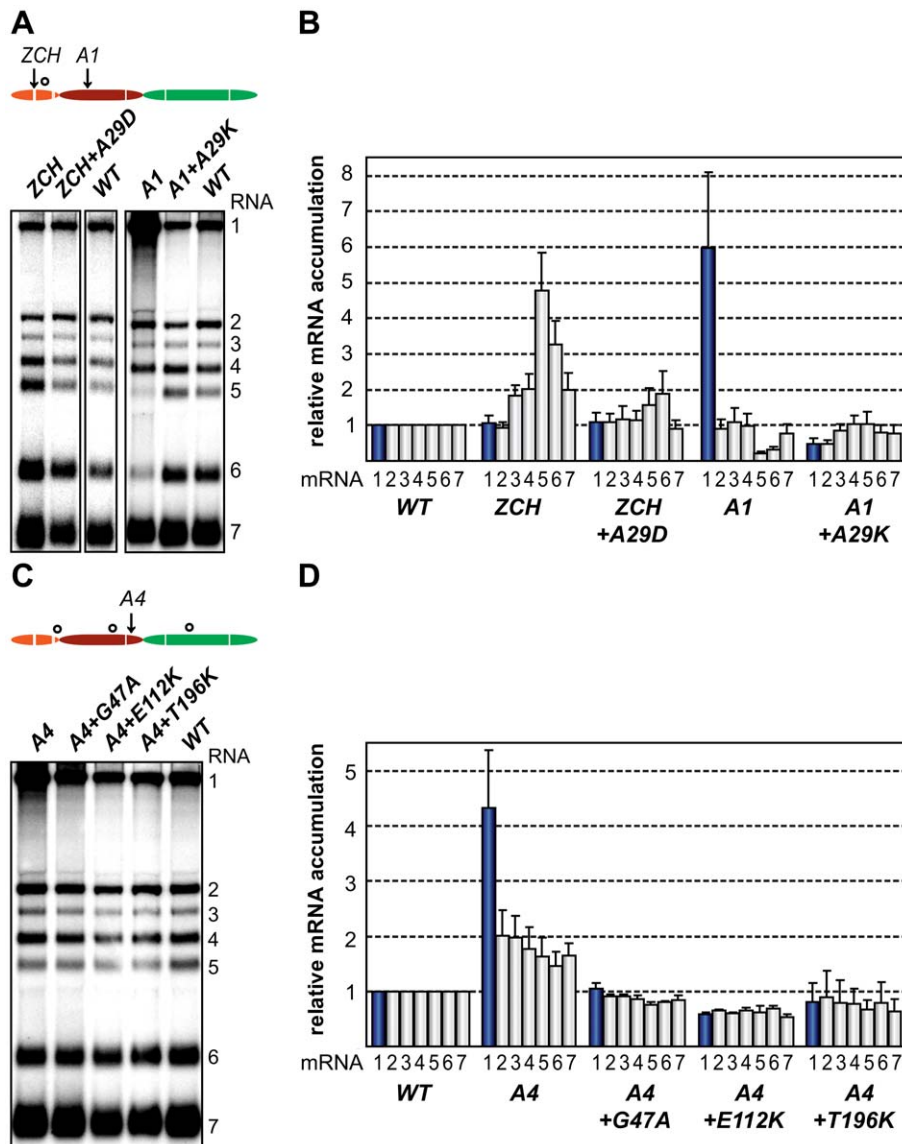 A
ZCH A1
ZCH
ZCH+A29D
WT
A1
A1+A29K
WT
RNA
1
2
3
4
5
6
7
B
relative mRNA accumulation
8
7
6
5
4
3
2
1
mRNA 1234567 1234567 1234567 1234567 1234567
WT ZCH ZCH A1 A1
+A29D +A29K
C
A4
A4
A4+G47A
A4+E112K
A4+T196K
WT
RNA
1
2
3
4
5
6
7
D
relative mRNA accumulation
5
4
3
2
1
mRNA 1234567 1234567 1234567 1234567 1234567
WT A4 A4 A4 A4
+G47A +E112K +T196K